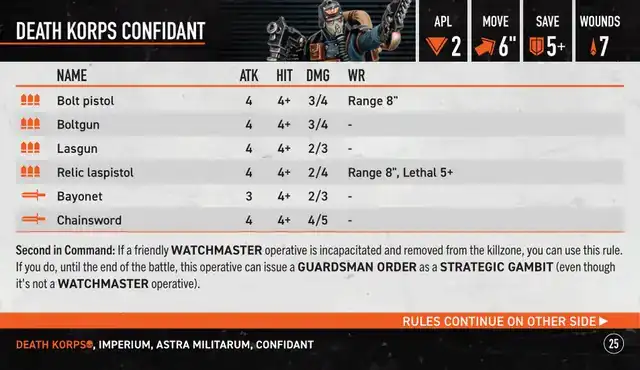 DEATH KORPS CONFIDANT
APL 2
MOVE 6"
SAVE 5+
WOUNDS 7
NAME ATK HIT DMG WR
Bolt pistol 4 4+ 3/4 Range 8"
Boltgun 4 4+ 3/4 -
Lasgun 4 4+ 2/3 -
Relic laspistol 4 4+ 2/4 Range 8", Lethal 5+
Bayonet 3 4+ 2/3 -
Chainsword 4 4+ 4/5 -
Second in Command: If a friendly WATCHMASTER operative is incapacitated and removed from the killzone, you can use this rule.
If you do, until the end of the battle, this operative can issue a GUARDSMAN ORDER as a STRATEGIC GAMBIT (even though
it's not a WATCHMASTER operative).
RULES CONTINUE ON OTHER SIDE ▶
DEATH KORPS, IMPERIUM, ASTRA MILITARUM, CONFIDANT
25